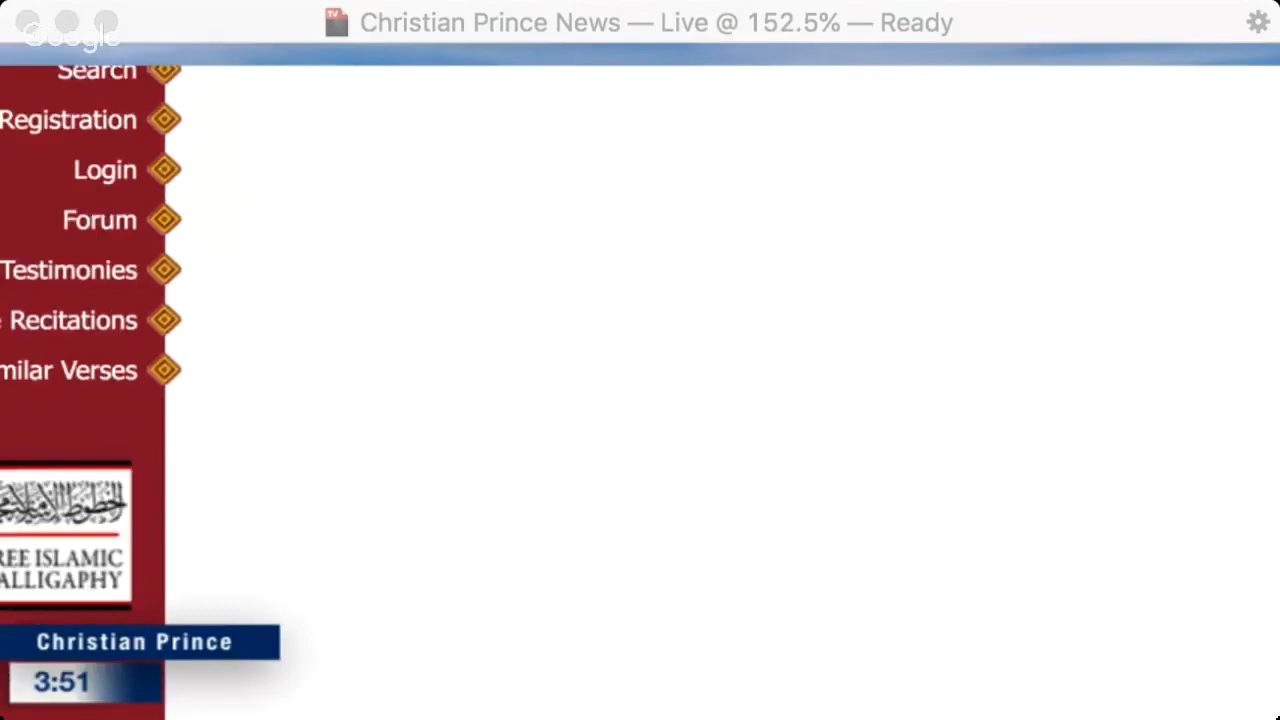 Christian Prince News — Live @ 152.5% — Ready
Google
Search
Registration
Login
Forum
Testimonies
Recitations
milar Verses
REE ISLAMIC
ALLIGAPHY
Christian Prince
3:51